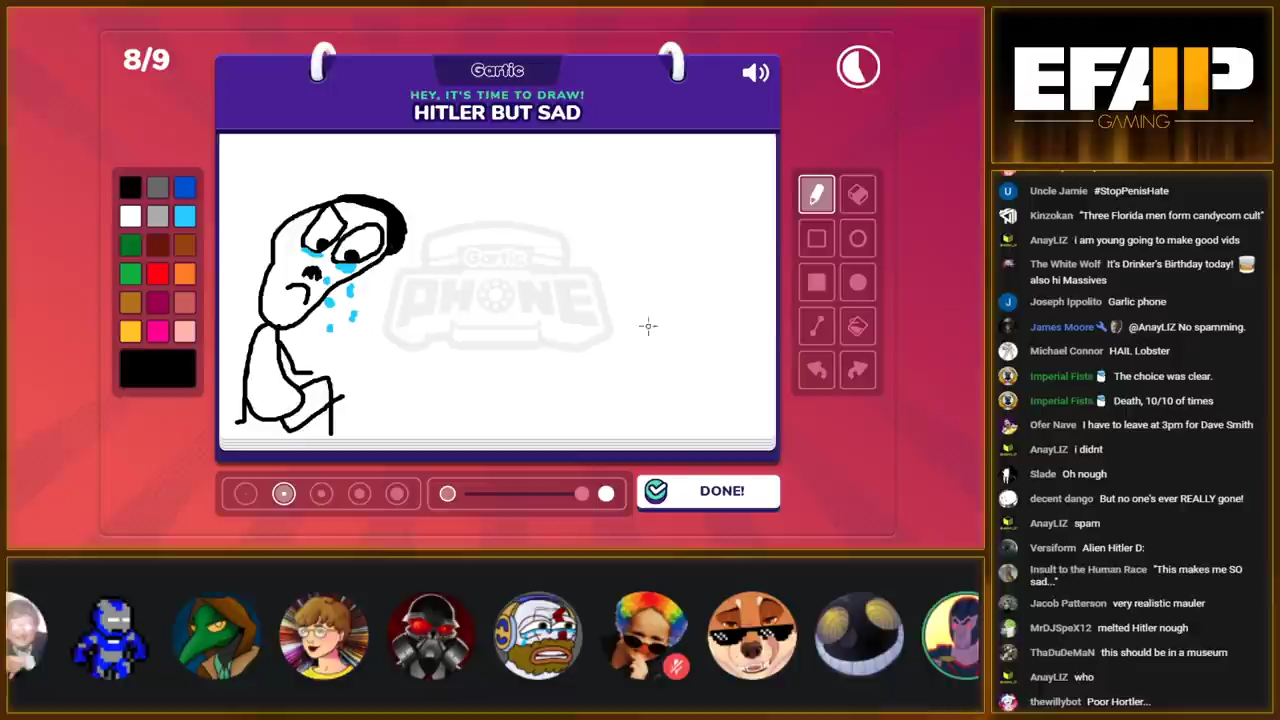 8/9
Gartic
HEY, IT'S TIME TO DRAW!
HITLER BUT SAD
Gartic
PHONE
DONE!
EFAP
GAMING
Uncle Jamie #StopPenisHate
Kinzokan "Three Florida men form candycorn cult"
AnayLIZ i am young going to make good vids
The White Wolf It's Drinker's Birthday today!
also hi Massives
Joseph Ippolito Garlic phone
James Moore @AnayLIZ No spamming.
Michael Connor HAIL Lobster
Imperial Fists The choice was clear.
Imperial Fists Death, 10/10 of times
Ofer Nave I have to leave at 3pm for Dave Smith
AnayLIZ i didnt
Slade Oh nough
decent dango But no one's ever REALLY gone!
AnayLIZ spam
Versiform Alien Hitler D:
Insult to the Human Race "This makes me SO
sad..."
Jacob Patterson very realistic mauler
MrDJSpeX12 melted Hitler nough
ThaDuDeMaN this should be in a museum
AnayLIZ who
thewillybot Poor Hortler...